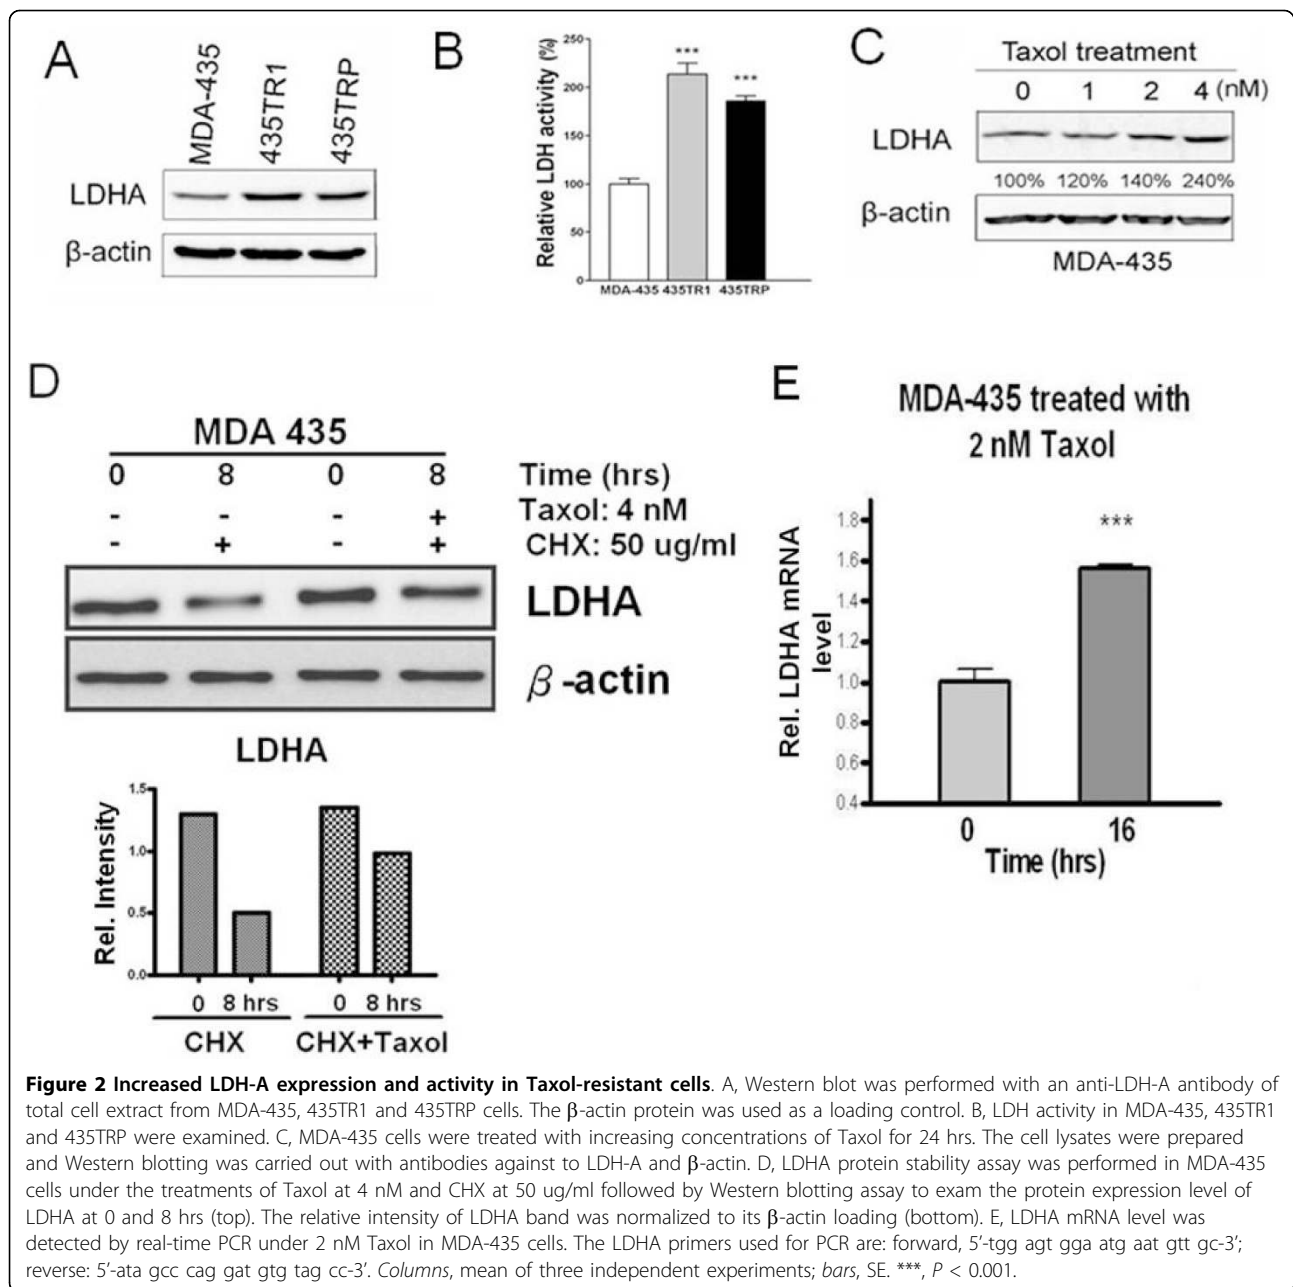 A
MDA-435
435TR1
435TRP
LDHA
β-actin
B
Relative LDH activity (%)
250
200
150
100
50
0
***
***
MDA-435 435TR1 435TRP
C
Taxol treatment
0 1 2 4 (nM)
LDHA
100% 120% 140% 240%
β-actin
MDA-435
D
MDA 435
0 8 0 8 Time (hrs)
- - - + Taxol: 4 nM
- + - + CHX: 50 ug/ml
LDHA
β-actin
LDHA
Rel. Intensity
1.5
1.0
0.5
0.0
0 8 hrs 0 8 hrs
CHX CHX+Taxol
E
MDA-435 treated with
2 nM Taxol
Rel. LDHA mRNA
level
1.8
1.6
1.4
1.2
1.0
0.8
0.6
0.4
***
0 16
Time (hrs)
Figure 2 Increased LDH-A expression and activity in Taxol-resistant cells. A, Western blot was performed with an anti-LDH-A antibody of
total cell extract from MDA-435, 435TR1 and 435TRP cells. The β-actin protein was used as a loading control. B, LDH activity in MDA-435, 435TR1
and 435TRP were examined. C, MDA-435 cells were treated with increasing concentrations of Taxol for 24 hrs. The cell lysates were prepared
and Western blotting was carried out with antibodies against to LDH-A and β-actin. D, LDHA protein stability assay was performed in MDA-435
cells under the treatments of Taxol at 4 nM and CHX at 50 ug/ml followed by Western blotting assay to exam the protein expression level of
LDHA at 0 and 8 hrs (top). The relative intensity of LDHA band was normalized to its β-actin loading (bottom). E, LDHA mRNA level was
detected by real-time PCR under 2 nM Taxol in MDA-435 cells. The LDHA primers used for PCR are: forward, 5’-tgg agt gga atg aat gtt gc-3’;
reverse: 5’-ata gcc cag gat gtg tag cc-3’. Columns, mean of three independent experiments; bars, SE. ***, P < 0.001.